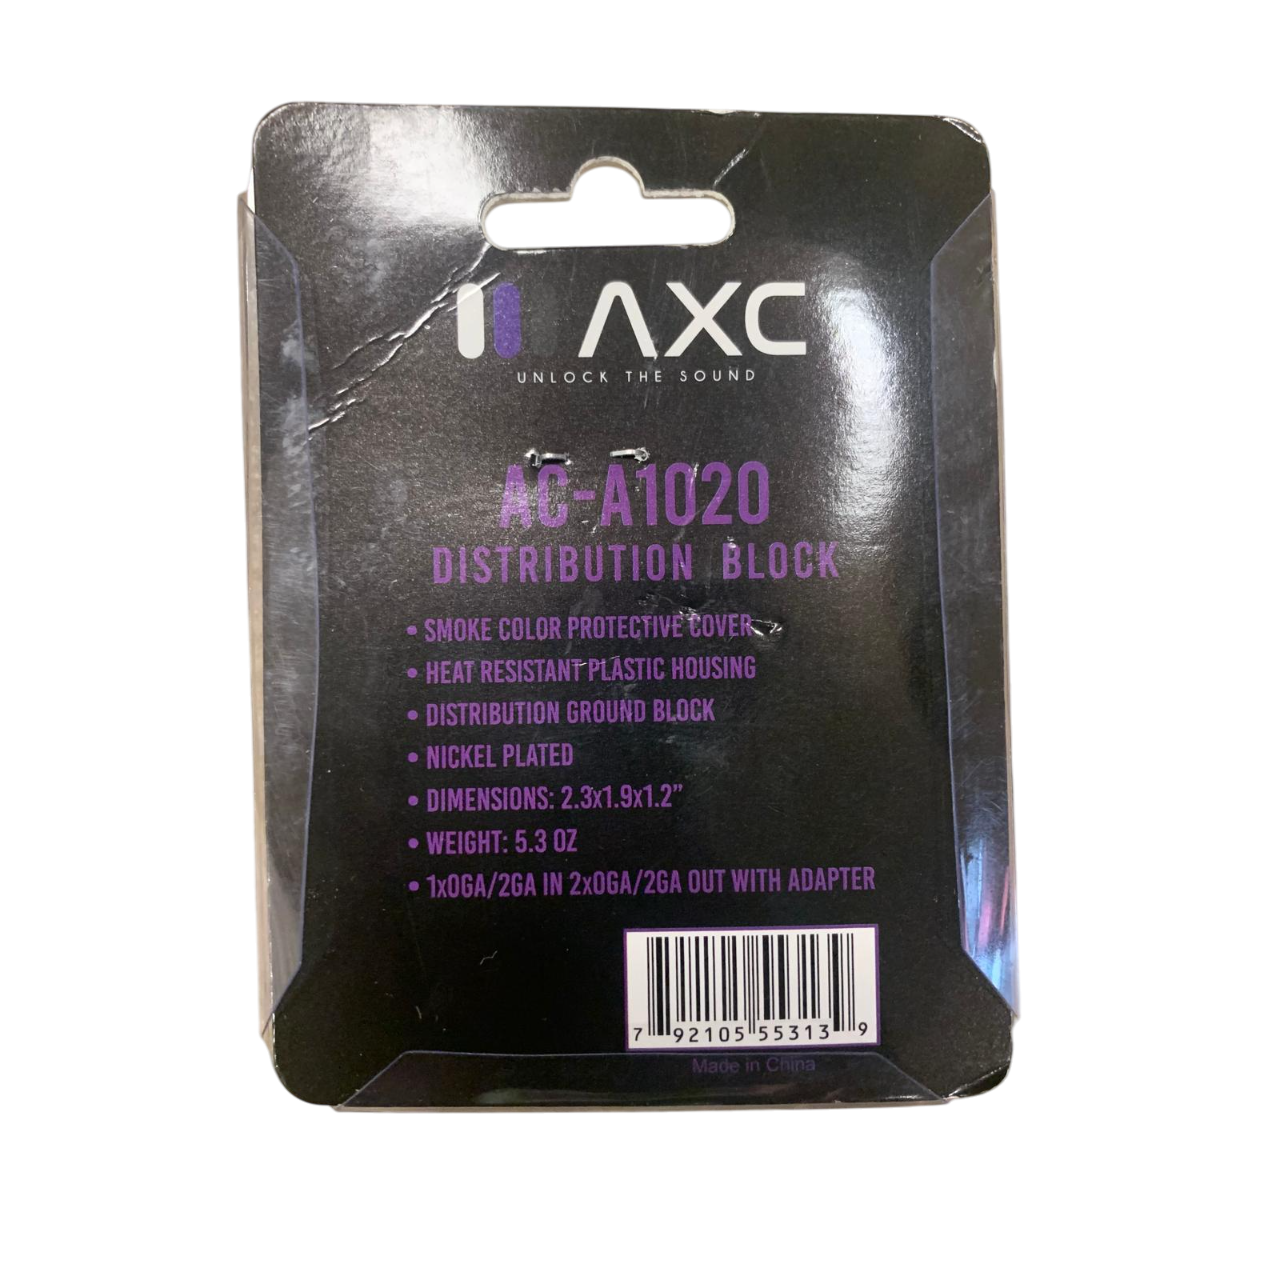 AXC
UNLOCK THE SOUND
AC-A1020
DISTRIBUTION BLOCK
• SMOKE COLOR PROTECTIVE COVER
• HEAT RESISTANT PLASTIC HOUSING
• DISTRIBUTION GROUND BLOCK
• NICKEL PLATED
• DIMENSIONS: 2.3x1.9x1.2”
• WEIGHT: 5.3 OZ
• 1x0GA/2GA IN 2x0GA/2GA OUT WITH ADAPTER
7 92105 55313 9
Made in China